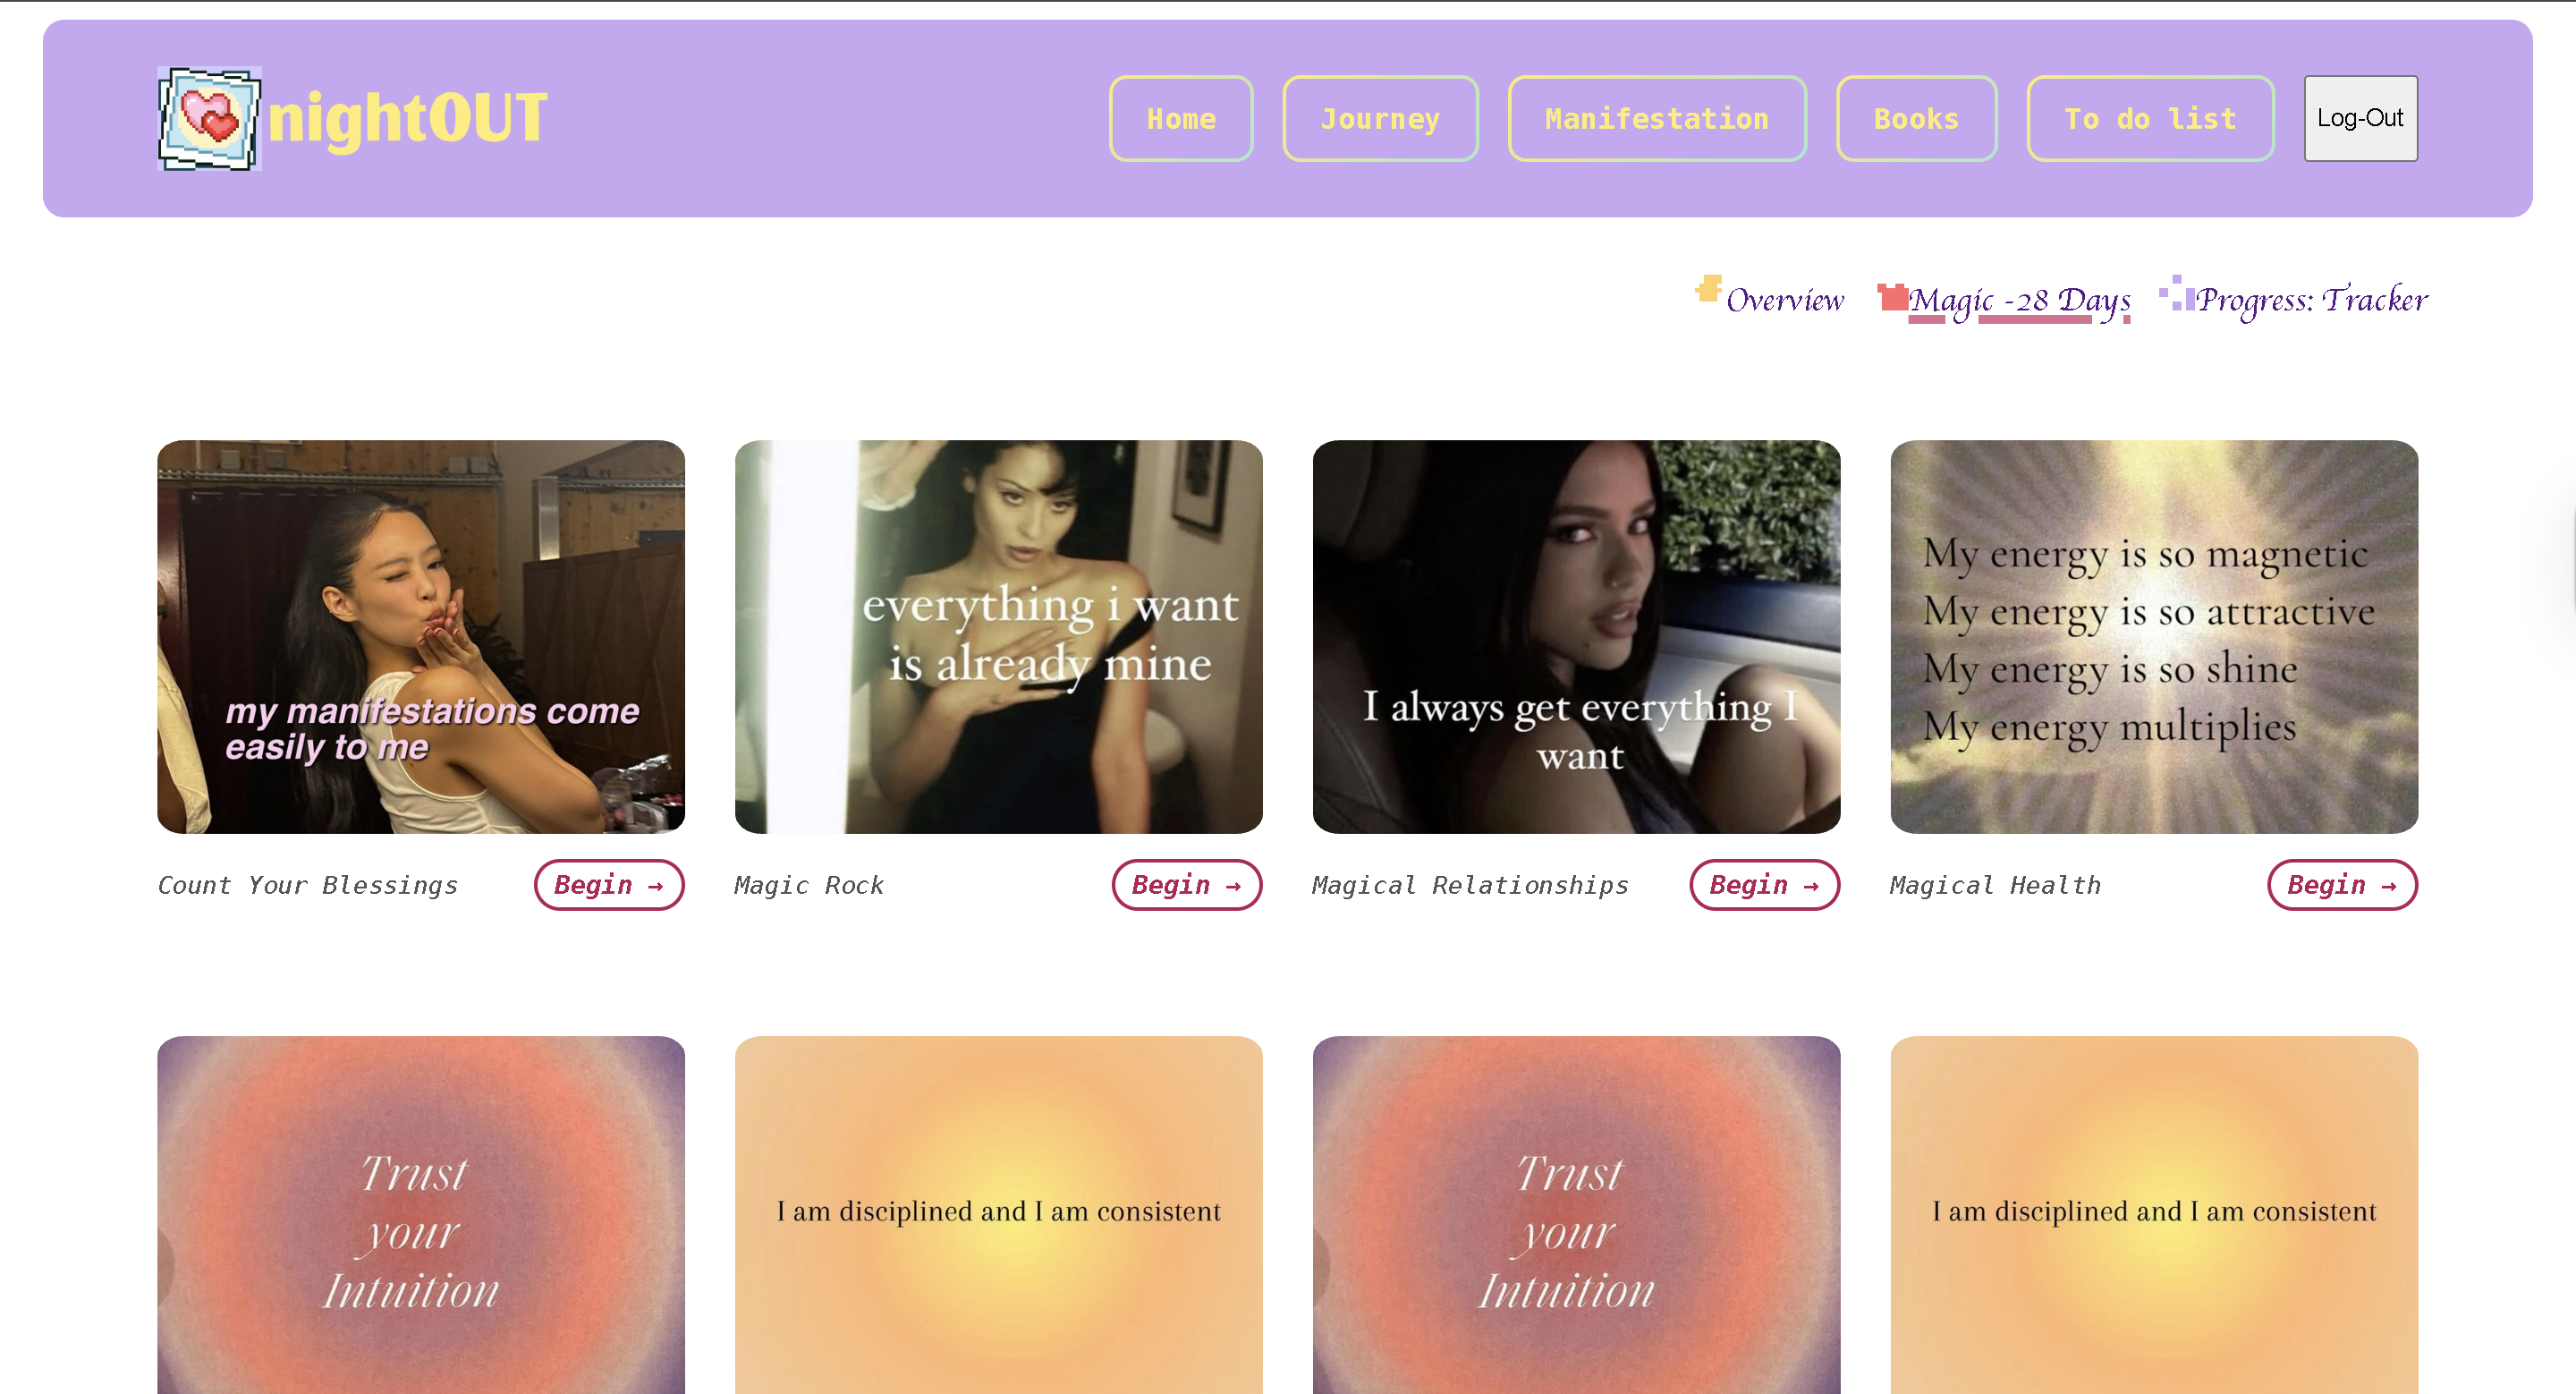 nightOUT
Home
Journey
Manifestation
Books
To do list
Log-Out
Overview
Magic -28 Days
Progress: Tracker
my manifestations come
easily to me
everything i want
is already mine
I always get everything I
want
My energy is so magnetic
My energy is so attractive
My energy is so shine
My energy multiplies
Count Your Blessings
Begin →
Magic Rock
Begin →
Magical Relationships
Begin →
Magical Health
Begin →
Trust
your
Intuition
I am disciplined and I am consistent
Trust
your
Intuition
I am disciplined and I am consistent